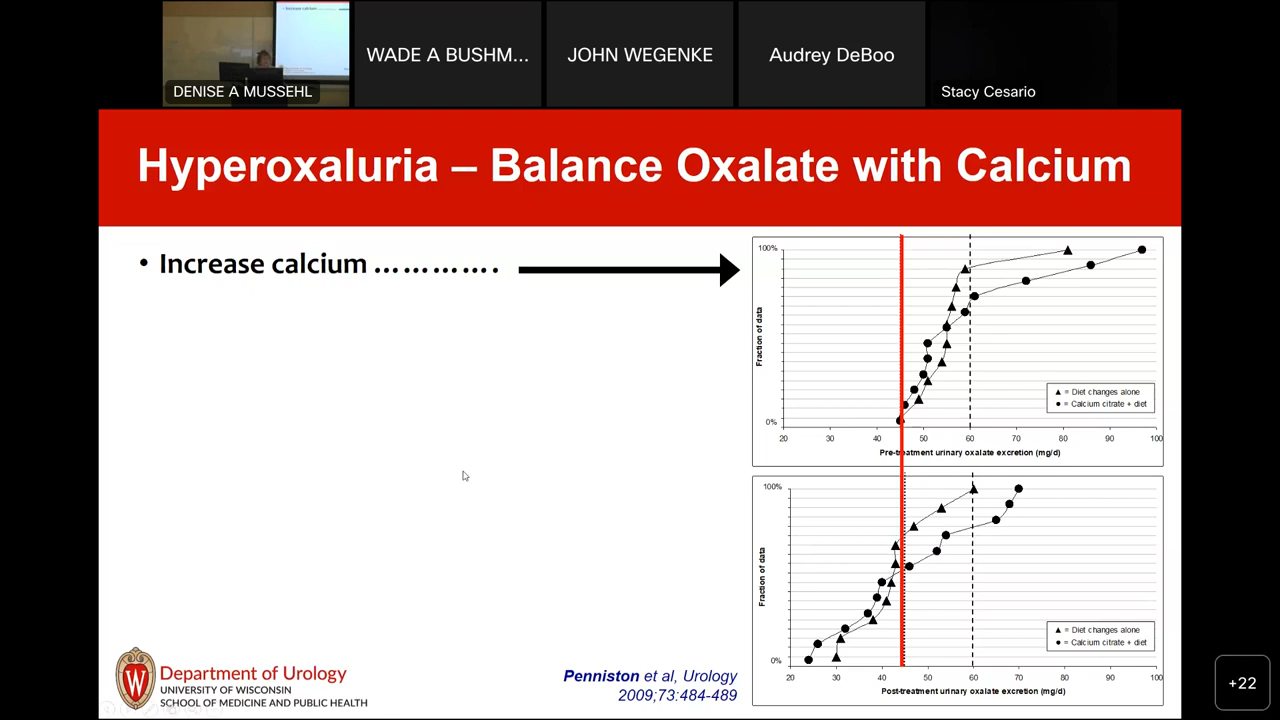 Increase calcium
DENISE A MUSSEHL
WADE A BUSHM...
JOHN WEGENKE
Audrey DeBoo
Stacy Cesario
Hyperoxaluria – Balance Oxalate with Calcium
• Increase calcium ………….
100%
Fraction of data
0%
▲ = Diet changes alone
● = Calcium citrate + diet
20 30 40 50 60 70 80 90 100
Pre-treatment urinary oxalate excretion (mg/d)
100%
Fraction of data
0%
▲ = Diet changes alone
● = Calcium citrate + diet
20 30 40 50 60 70 80 90 100
Post-treatment urinary oxalate excretion (mg/d)
Penniston et al, Urology
2009;73:484-489
Department of Urology
UNIVERSITY OF WISCONSIN
SCHOOL OF MEDICINE AND PUBLIC HEALTH
+22